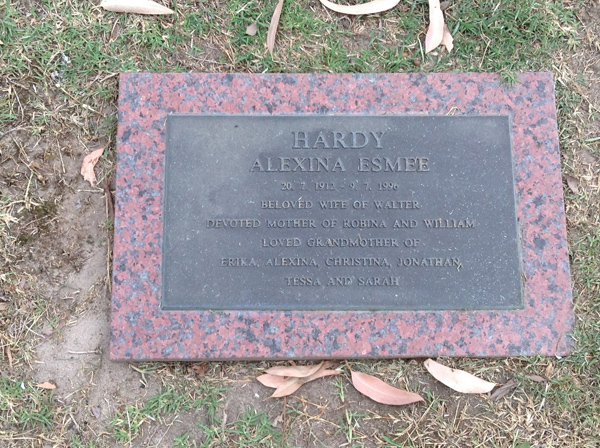 HARDY
ALEXINA ESMEE
20. 7. 1912 - 9. 7. 1996
BELOVED WIFE OF WALTER
DEVOTED MOTHER OF ROBINA AND WILLIAM
LOVED GRANDMOTHER OF
ERIKA, ALEXINA, CHRISTINA, JONATHAN,
TESSA AND SARAH